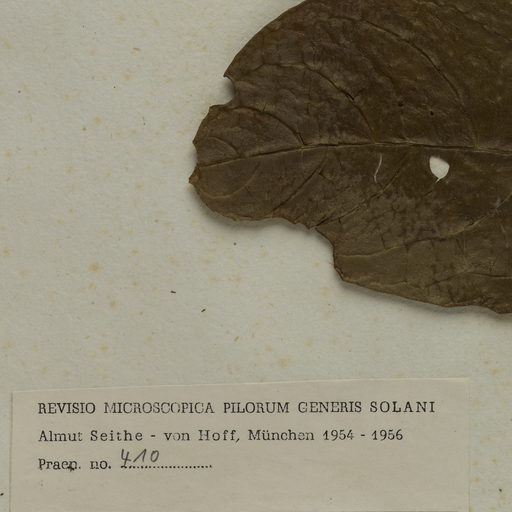 REVISIO MICROSCOPICA PILORUM GENERIS SOLANI
Almut Seithe - von Hoff, München 1954 - 1956
Praep. no. 410